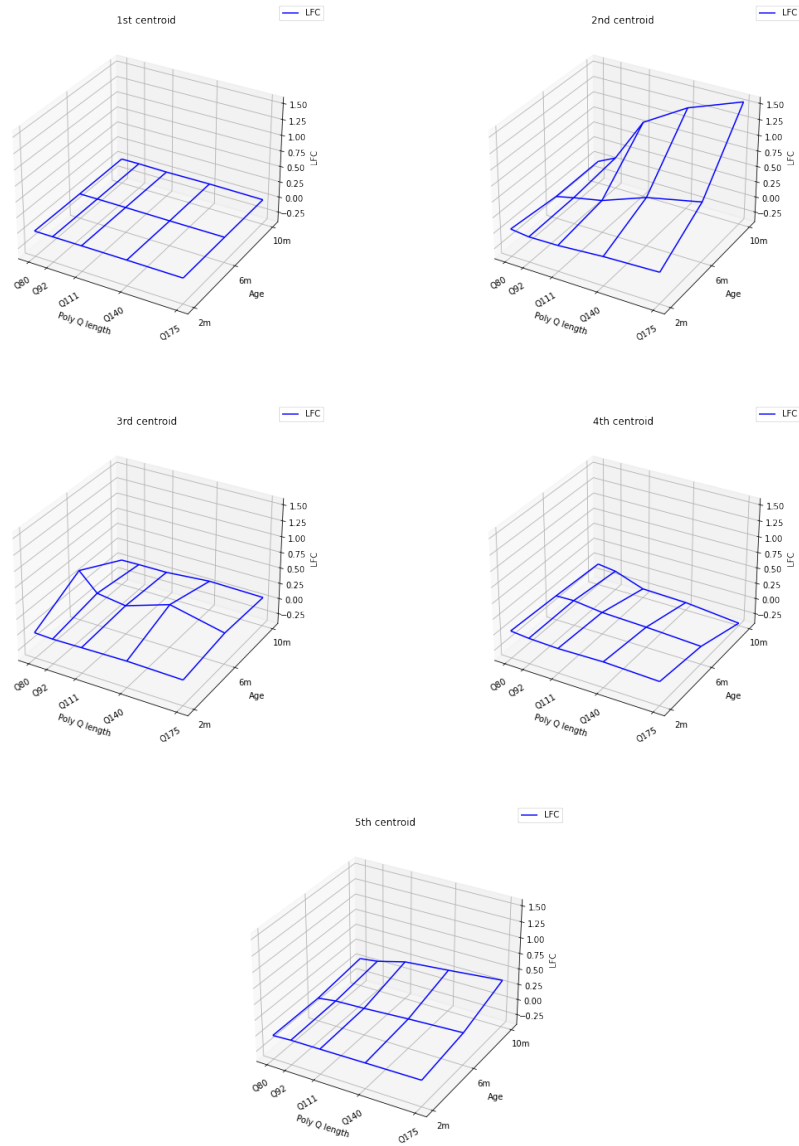 1st centroid
LFC
1.50
1.25
1.00
0.75
0.50
0.25
0.00
−0.25
LFC
Q80
Q92
Q111
Q140
Q175
Poly Q length
2m
6m
10m
Age
2nd centroid
LFC
1.50
1.25
1.00
0.75
0.50
0.25
0.00
−0.25
LFC
Q80
Q92
Q111
Q140
Q175
Poly Q length
2m
6m
10m
Age
3rd centroid
LFC
1.50
1.25
1.00
0.75
0.50
0.25
0.00
−0.25
LFC
Q80
Q92
Q111
Q140
Q175
Poly Q length
2m
6m
10m
Age
4th centroid
LFC
1.50
1.25
1.00
0.75
0.50
0.25
0.00
−0.25
LFC
Q80
Q92
Q111
Q140
Q175
Poly Q length
2m
6m
10m
Age
5th centroid
LFC
1.50
1.25
1.00
0.75
0.50
0.25
0.00
−0.25
LFC
Q80
Q92
Q111
Q140
Q175
Poly Q length
2m
6m
10m
Age